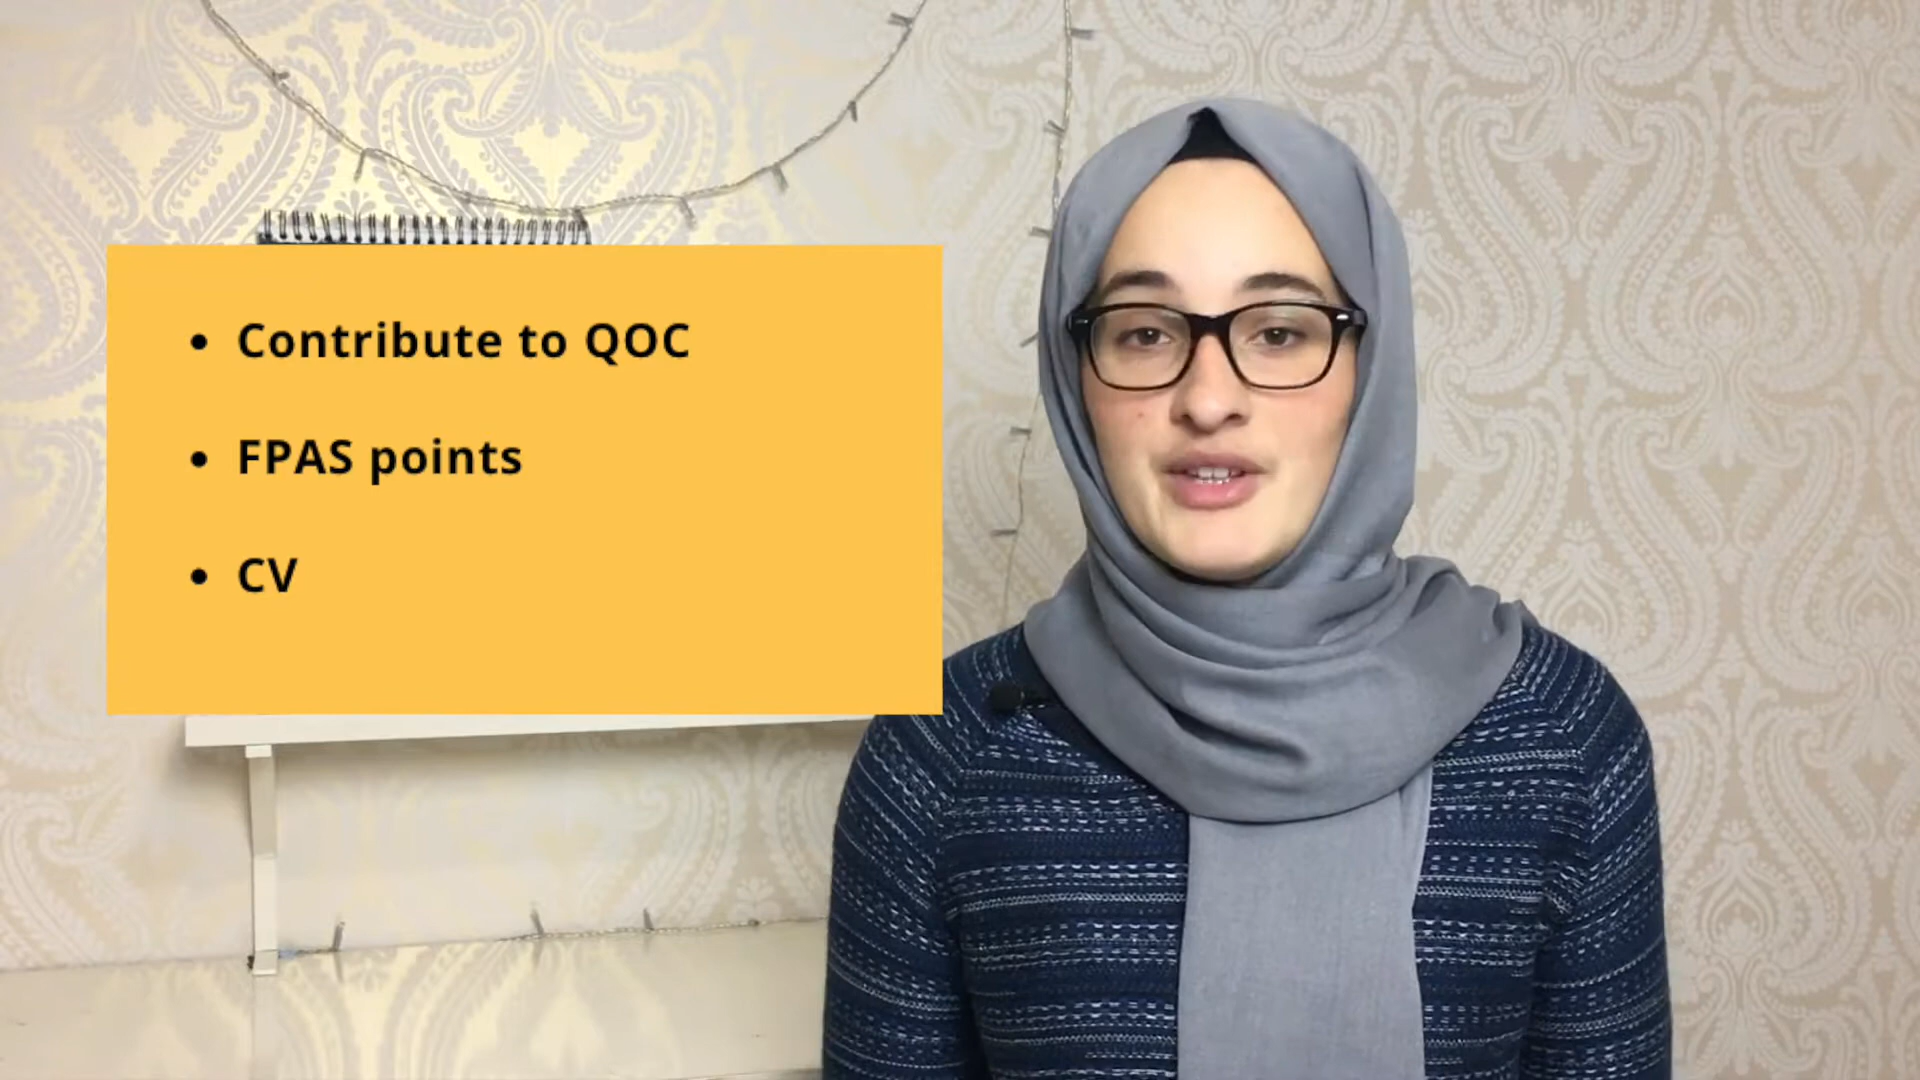 • Contribute to QOC
• FPAS points
• CV